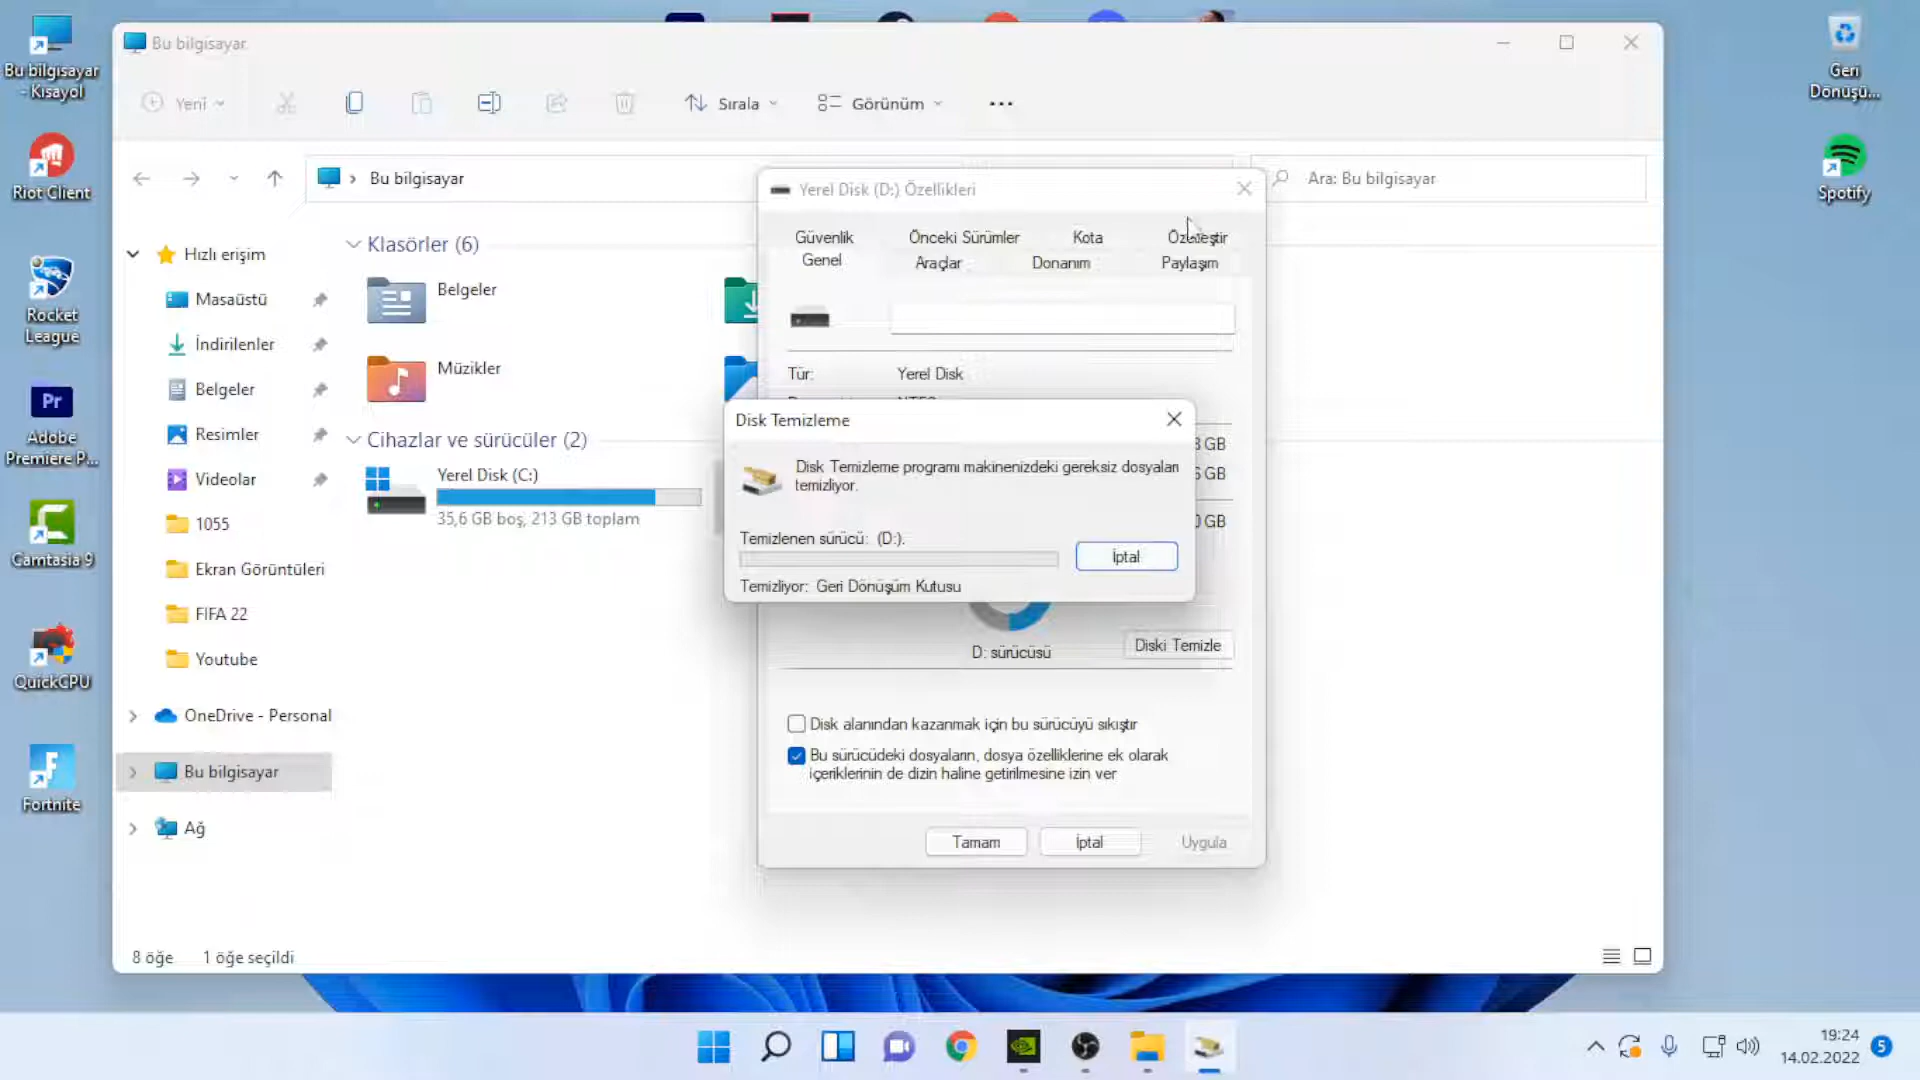 Bu bilgisayar
- Kısayol
Riot Client
Rocket
League
Pr
Adobe
Premiere P...
Camtasia 9
QuickCPU
Fortnite
Geri
Dönüşü...
Spotify
Bu bilgisayar
Yeni
Sırala
Görünüm
Bu bilgisayar
Ara: Bu bilgisayar
Hızlı erişim
Masaüstü
İndirilenler
Belgeler
Resimler
Videolar
1055
Ekran Görüntüleri
FIFA 22
Youtube
OneDrive - Personal
Bu bilgisayar
Ağ
Klasörler (6)
Belgeler
Müzikler
Cihazlar ve sürücüler (2)
Yerel Disk (C:)
35,6 GB boş, 213 GB toplam
Yerel Disk (D:) Özellikleri
Güvenlik Önceki Sürümler Kota Özelleştir
Genel Araçlar Donanım Paylaşım
Tür: Yerel Disk
GB
GB
GB
Disk Temizleme
Disk Temizleme programı makinenizdeki gereksiz dosyaları
temizliyor.
Temizlenen sürücü: (D:).
İptal
Temizliyor: Geri Dönüşüm Kutusu
D: sürücüsü
Diski Temizle
Disk alanından kazanmak için bu sürücüyü sıkıştır
Bu sürücüdeki dosyaların, dosya özelliklerine ek olarak
içeriklerinin de dizin haline getirilmesine izin ver
Tamam İptal Uygula
8 öğe 1 öğe seçildi
19:24
14.02.2022
5